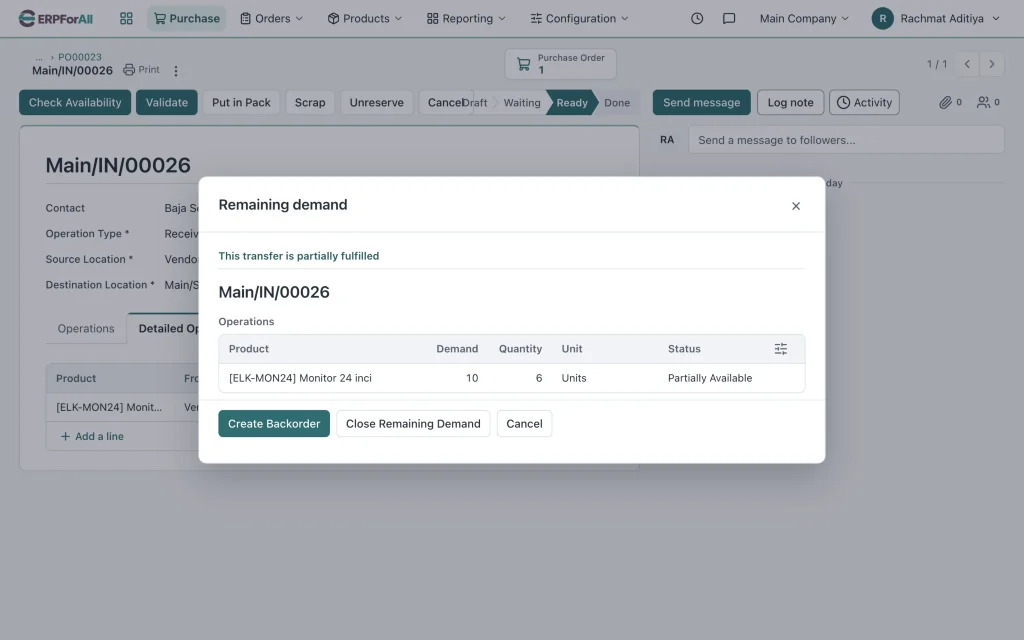 ERPForAll
Purchase
Orders
Products
Reporting
Configuration
Main Company
R
Rachmat Aditiya
... › PO00023
Main/IN/00026
Print
Purchase Order
1
1 / 1
Check Availability
Validate
Put in Pack
Scrap
Unreserve
Cancel
Draft
Waiting
Ready
Done
Send message
Log note
Activity
0
0
RA
Send a message to followers...
Main/IN/00026
Contact
Operation Type *
Source Location *
Destination Location *
Operations
Product
[ELK-MON24] Monit...
Add a line
Remaining demand
This transfer is partially fulfilled
Main/IN/00026
Operations
Product Demand Quantity Unit Status
[ELK-MON24] Monitor 24 inci 10 6 Units Partially Available
Create Backorder
Close Remaining Demand
Cancel